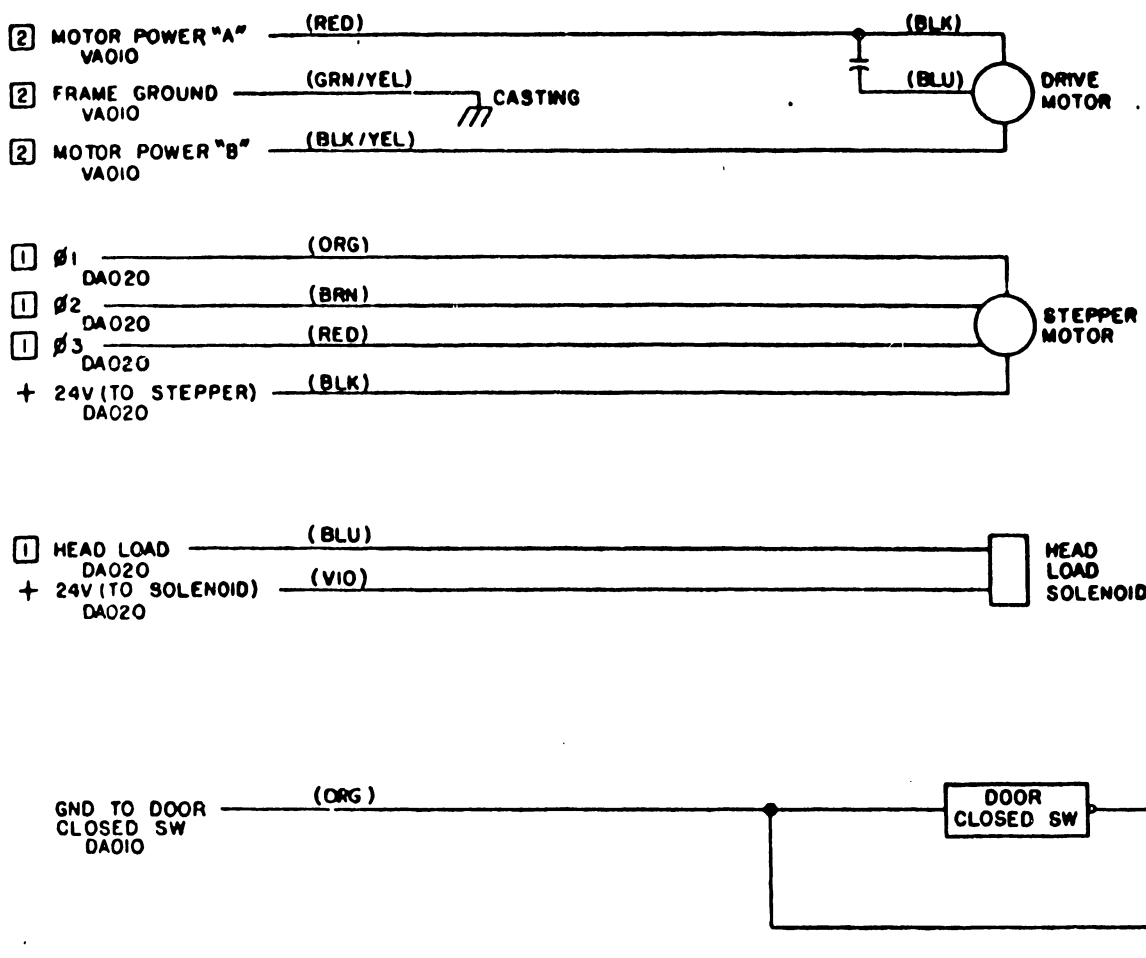 (RED) (BLK)
2 MOTOR POWER "A"
VA010
(GRN/YEL) (BLU) DRIVE
2 FRAME GROUND CASTING MOTOR
VA010
(BLK/YEL)
2 MOTOR POWER "B"
VA010
(ORG)
1 Ø1
DA020
(BRN)
1 Ø2
DA020
STEPPER
(RED) MOTOR
1 Ø3
DA020
(BLK)
+ 24V (TO STEPPER)
DA020
(BLU)
1 HEAD LOAD HEAD
DA020 LOAD
(VIO) SOLENOID
+ 24V (TO SOLENOID)
DA020
(ORG) DOOR
GND TO DOOR CLOSED SW
CLOSED SW
DA010